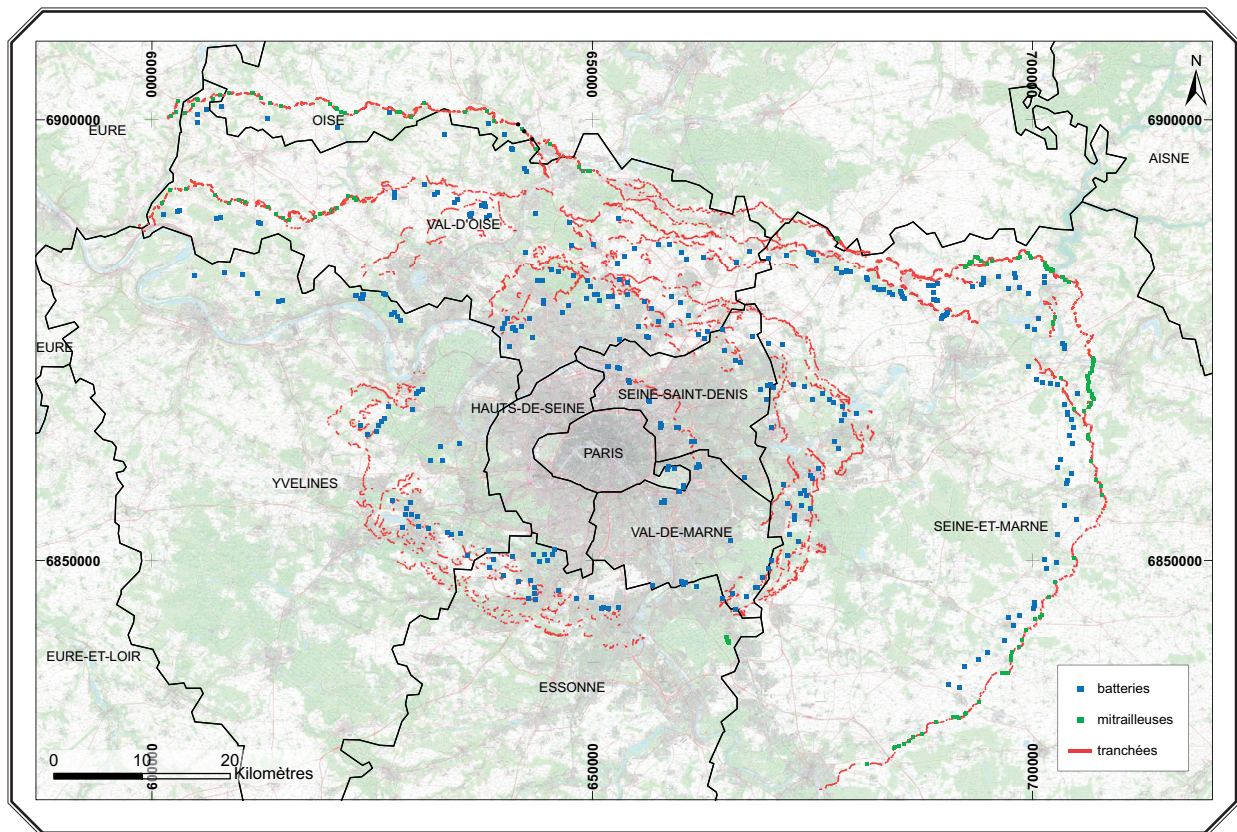 600000
650000
700000
N
6900000
6900000
EURE
OISE
AISNE
VAL-D'OISE
EURE
HAUTS-DE-SEINE
SEINE-SAINT-DENIS
PARIS
YVELINES
VAL-DE-MARNE
SEINE-ET-MARNE
6850000
6850000
EURE-ET-LOIR
ESSONNE
batteries
mitrailleuses
tranchées
0
10
20
Kilomètres
600000
650000
700000